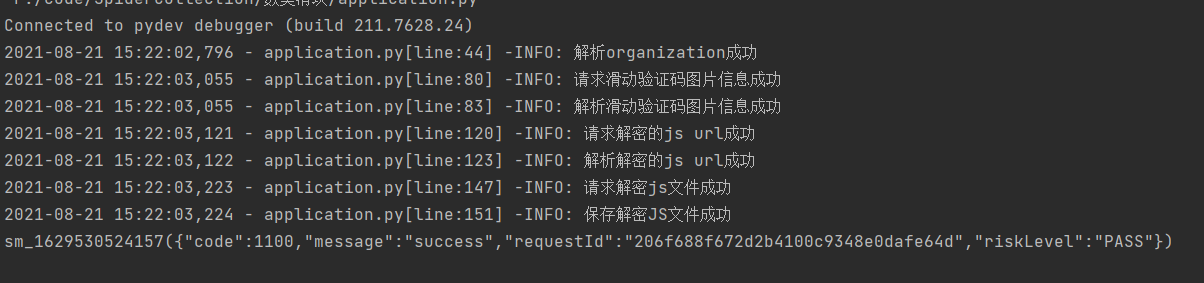 Connected to pydev debugger (build 211.7628.24)
2021-08-21 15:22:02,796 - application.py[line:44] -INFO: 解析organization成功
2021-08-21 15:22:03,055 - application.py[line:80] -INFO: 请求滑动验证码图片信息成功
2021-08-21 15:22:03,055 - application.py[line:83] -INFO: 解析滑动验证码图片信息成功
2021-08-21 15:22:03,121 - application.py[line:120] -INFO: 请求解密的js url成功
2021-08-21 15:22:03,122 - application.py[line:123] -INFO: 解析解密的js url成功
2021-08-21 15:22:03,223 - application.py[line:147] -INFO: 请求解密js文件成功
2021-08-21 15:22:03,224 - application.py[line:151] -INFO: 保存解密JS文件成功
sm_1629530524157({"code":1100,"message":"success","requestId":"206f688f672d2b4100c9348e0dafe64d","riskLevel":"PASS"})